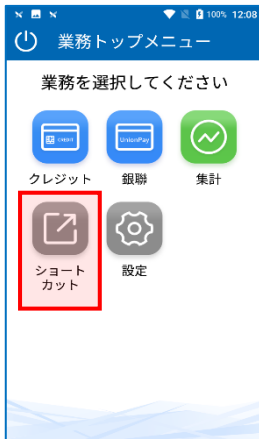 100% 12:08
業務トップメニュー
業務を選択してください
CREDIT
UnionPay
クレジット
銀聯
集計
ショート
カット
設定